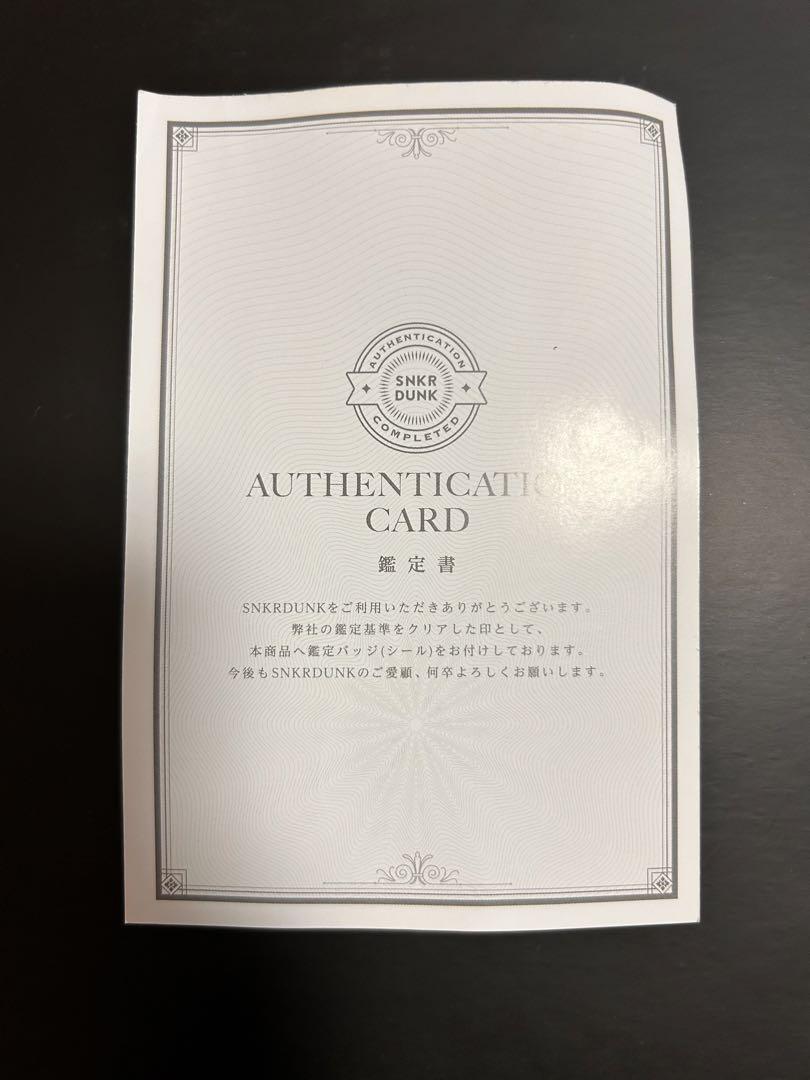 AUTHENTICATION
SNKR
DUNK
COMPLETED
AUTHENTICATION
CARD
鑑定書
SNKRDUNKをご利用いただきありがとうございます。
弊社の鑑定基準をクリアした印として、
本商品へ鑑定バッジ(シール)をお付けしております。
今後もSNKRDUNKのご愛顧、何卒よろしくお願いします。